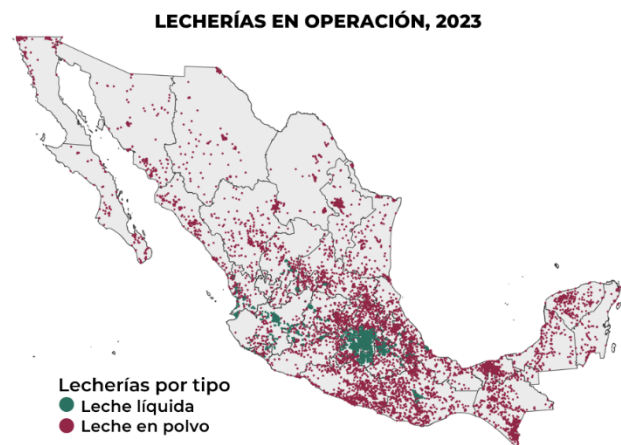 LECHERÍAS EN OPERACIÓN, 2023
Lecherías por tipo
Leche líquida
Leche en polvo